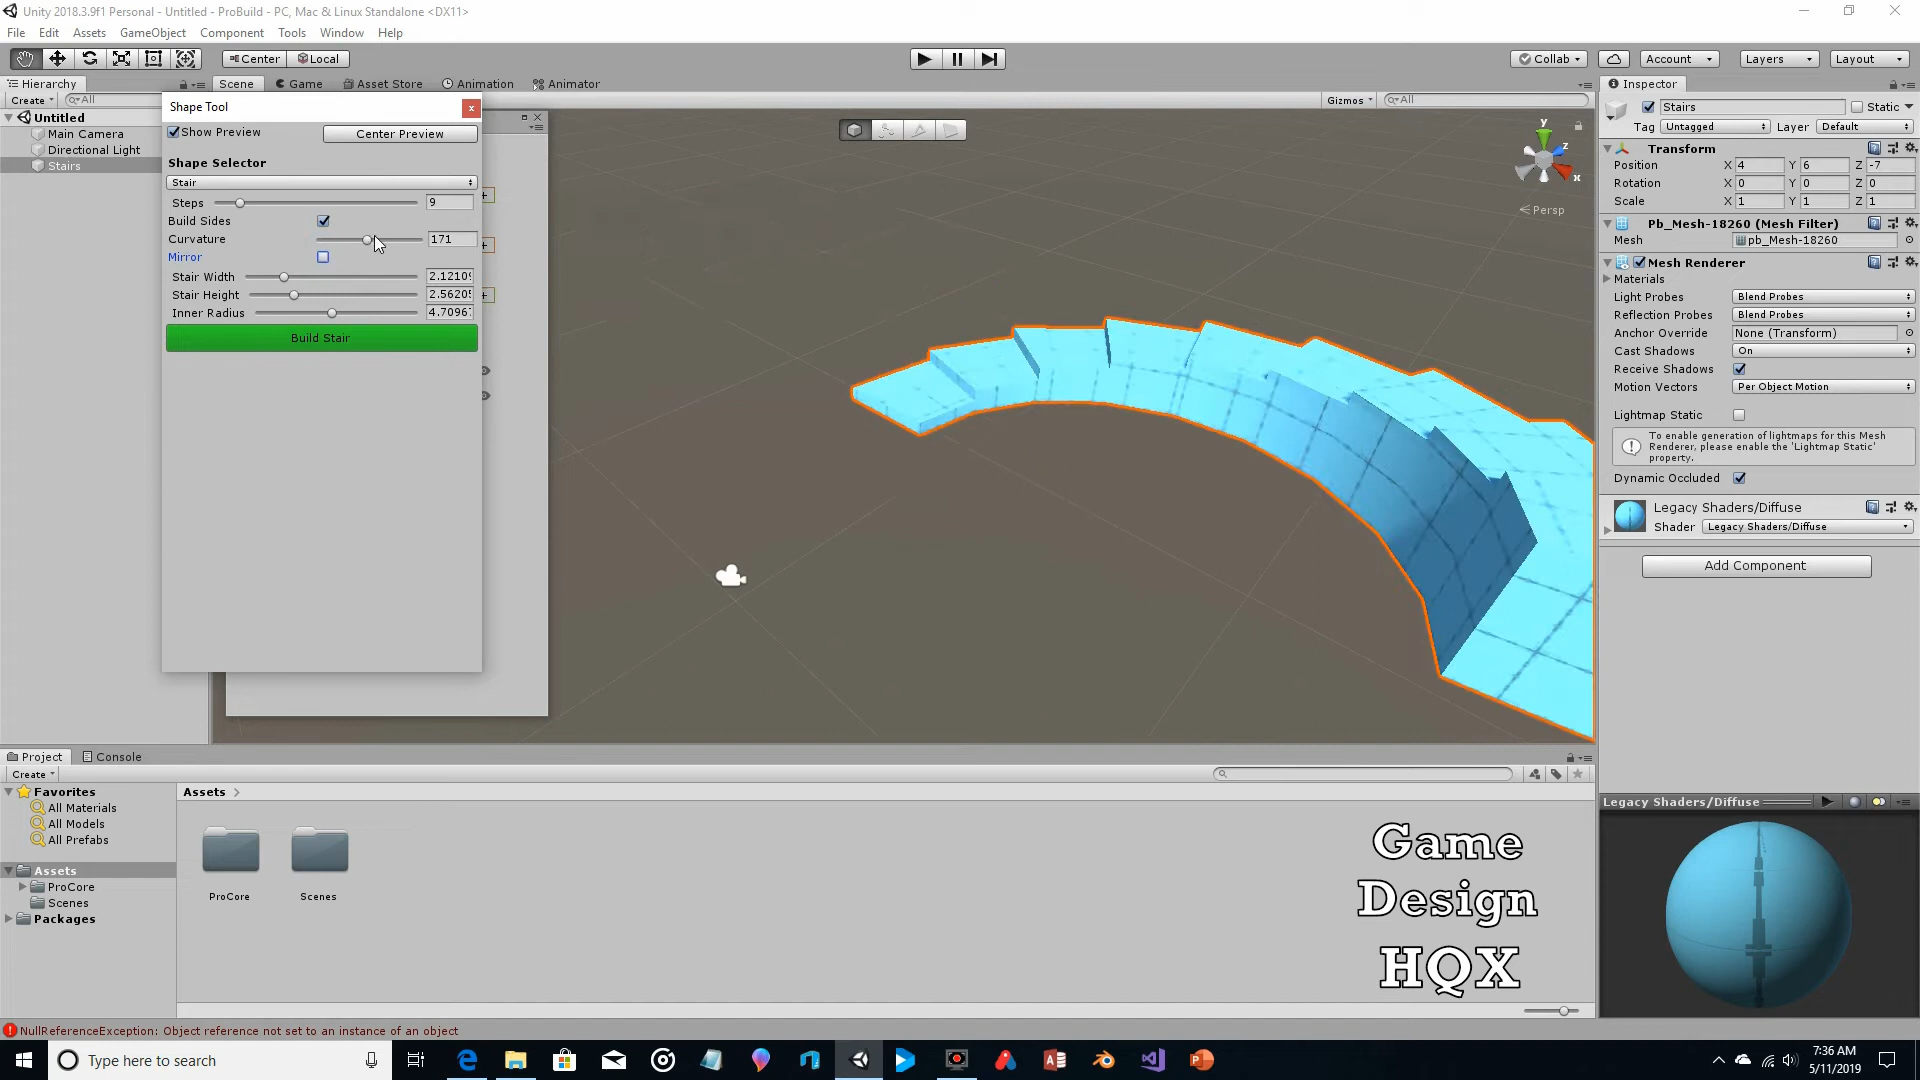 Unity 2018.3.9f1 Personal - Untitled - ProBuild - PC, Mac & Linux Standalone <DX11>
File Edit Assets GameObject Component Tools Window Help
Center Local
Collab Account Layers Layout
Hierarchy
Scene Game Asset Store Animation Animator
Inspector
Create All
Gizmos All
Untitled
Main Camera
Directional Light
Stairs
Shape Tool
Show Preview Center Preview
Shape Selector
Stair
Steps 9
Build Sides
Curvature 171
Mirror
Stair Width 2.1210
Stair Height 2.5620
Inner Radius 4.7096
Build Stair
y
z
x
Persp
Stairs Static
Tag Untagged Layer Default
Transform
Position X 4 Y 6 Z -7
Rotation X 0 Y 0 Z 0
Scale X 1 Y 1 Z 1
Pb_Mesh-18260 (Mesh Filter)
Mesh pb_Mesh-18260
Mesh Renderer
Materials
Light Probes Blend Probes
Reflection Probes Blend Probes
Anchor Override None (Transform)
Cast Shadows On
Receive Shadows
Motion Vectors Per Object Motion
Lightmap Static
To enable generation of lightmaps for this Mesh
Renderer, please enable the 'Lightmap Static'
property.
Dynamic Occluded
Legacy Shaders/Diffuse
Shader Legacy Shaders/Diffuse
Add Component
Project Console
Create
Favorites
All Materials
All Models
All Prefabs
Assets
ProCore
Scenes
Packages
Assets
ProCore Scenes
Game
Design
HQX
Legacy Shaders/Diffuse
NullReferenceException: Object reference not set to an instance of an object
Type here to search
7:36 AM
5/11/2019